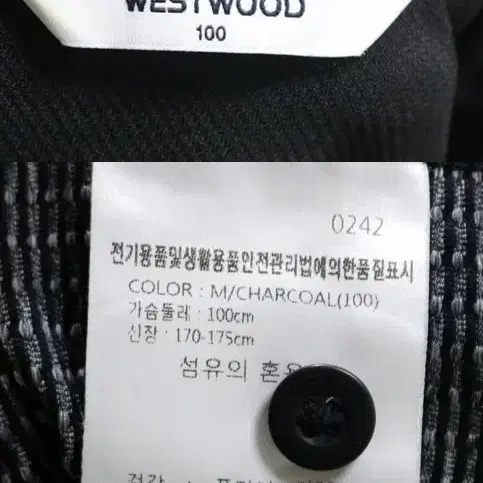 WESTWOOD
100
0242
전기용품및생활용품안전관리법에의한품질표시
COLOR : M/CHARCOAL(100)
가슴둘레 : 100cm
신장 : 170-175cm
섬유의